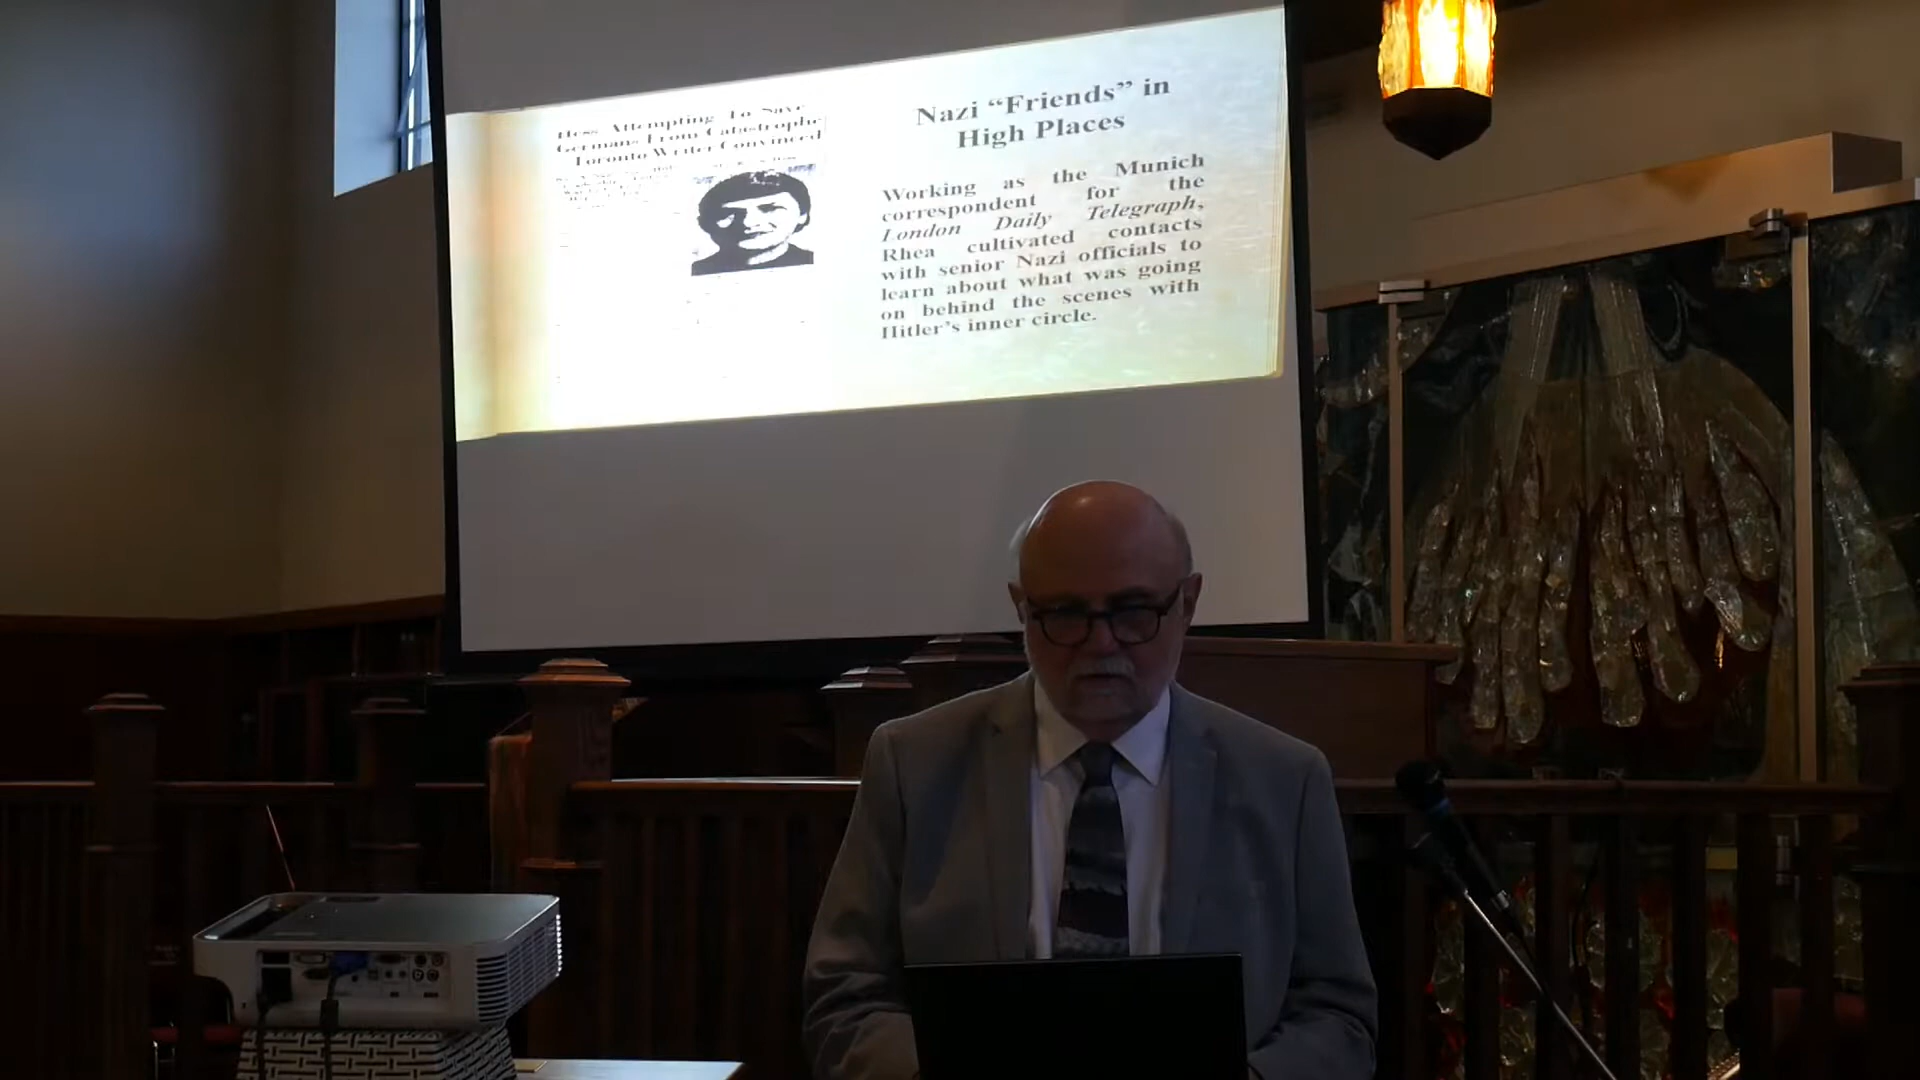 Hess Attempting To Save
Germans From Catastrophe
Toronto Writer Convinced
Nazi “Friends” in
High Places
Working as the Munich
correspondent for the
London Daily Telegraph,
Rhea cultivated contacts
with senior Nazi officials to
learn about what was going
on behind the scenes with
Hitler’s inner circle.